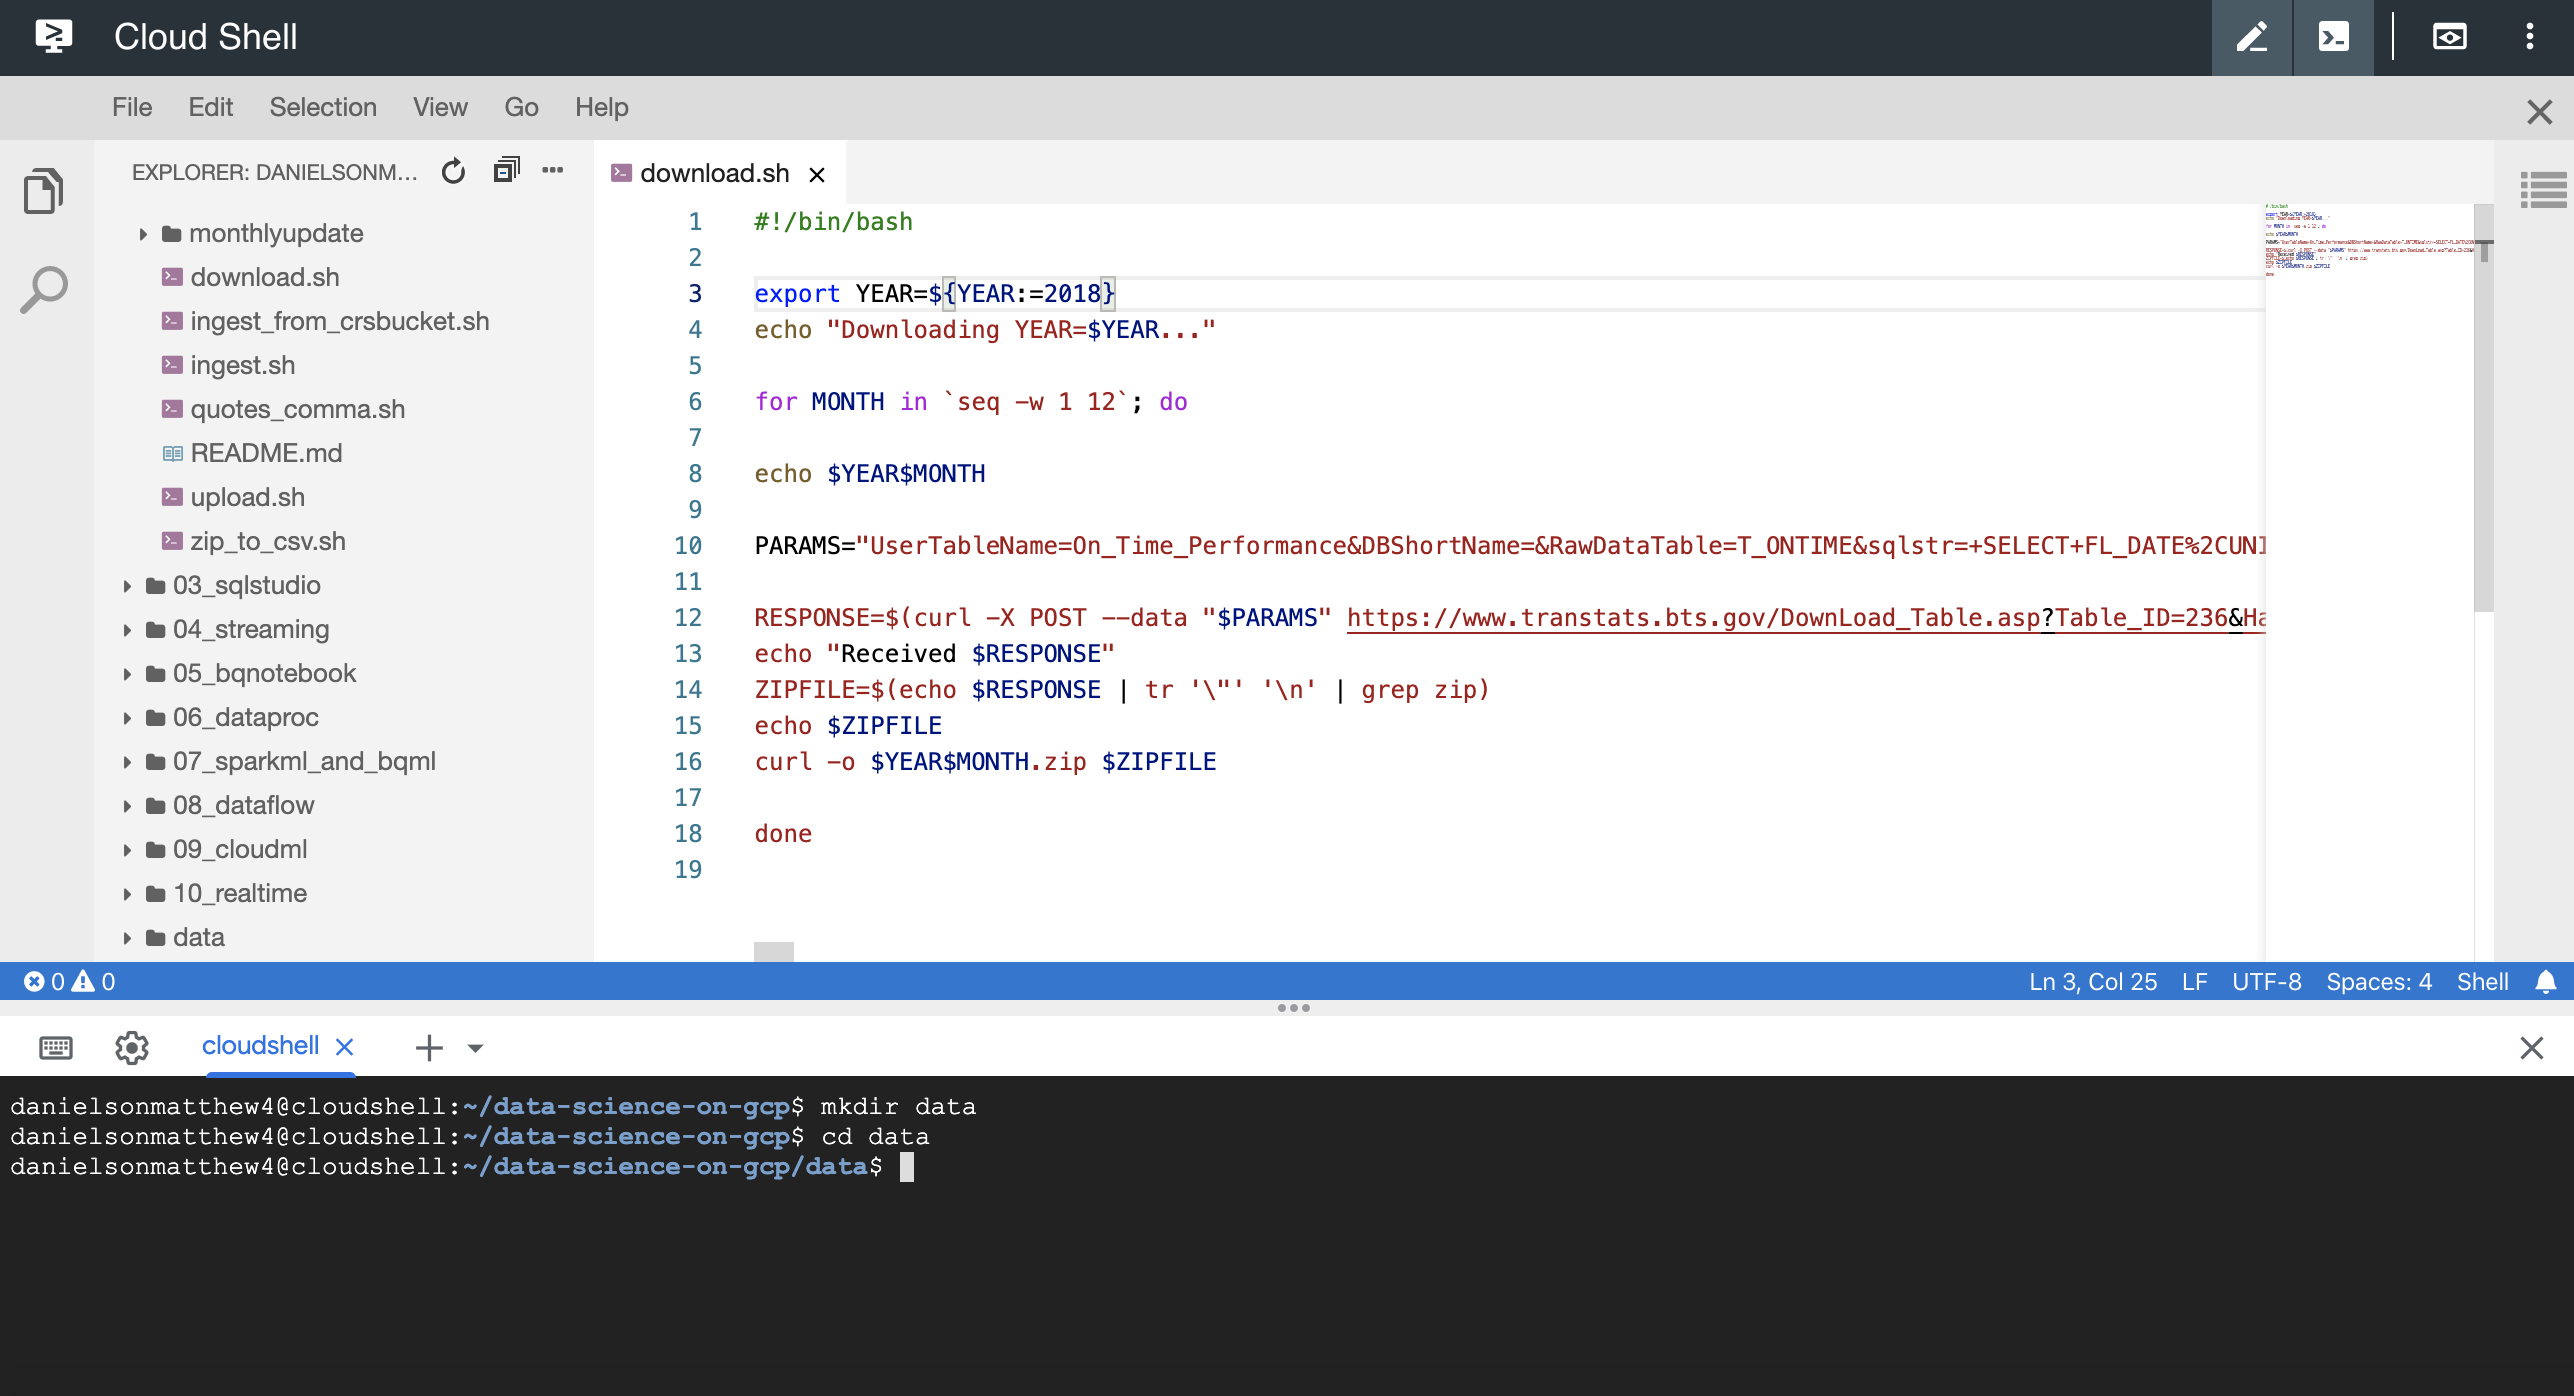 Cloud Shell
File Edit Selection View Go Help
EXPLORER: DANIELSONM...
monthlyupdate
download.sh
ingest_from_crsbucket.sh
ingest.sh
quotes_comma.sh
README.md
upload.sh
zip_to_csv.sh
03_sqlstudio
04_streaming
05_bqnotebook
06_dataproc
07_sparkml_and_bqml
08_dataflow
09_cloudml
10_realtime
data
download.sh
1 #!/bin/bash
2
3 export YEAR=${YEAR:=2018}
4 echo "Downloading YEAR=$YEAR..."
5
6 for MONTH in `seq -w 1 12`; do
7
8 echo $YEAR$MONTH
9
10 PARAMS="UserTableName=On_Time_Performance&DBShortName=&RawDataTable=T_ONTIME&sqlstr=+SELECT+FL_DATE%2CUNI
11
12 RESPONSE=$(curl -X POST --data "$PARAMS" https://www.transtats.bts.gov/DownLoad_Table.asp?Table_ID=236&Ha
13 echo "Received $RESPONSE"
14 ZIPFILE=$(echo $RESPONSE | tr '\"' '\n' | grep zip)
15 echo $ZIPFILE
16 curl -o $YEAR$MONTH.zip $ZIPFILE
17
18 done
19
0 0 Ln 3, Col 25 LF UTF-8 Spaces: 4 Shell
cloudshell
danielsonmatthew4@cloudshell:~/data-science-on-gcp$ mkdir data
danielsonmatthew4@cloudshell:~/data-science-on-gcp$ cd data
danielsonmatthew4@cloudshell:~/data-science-on-gcp/data$